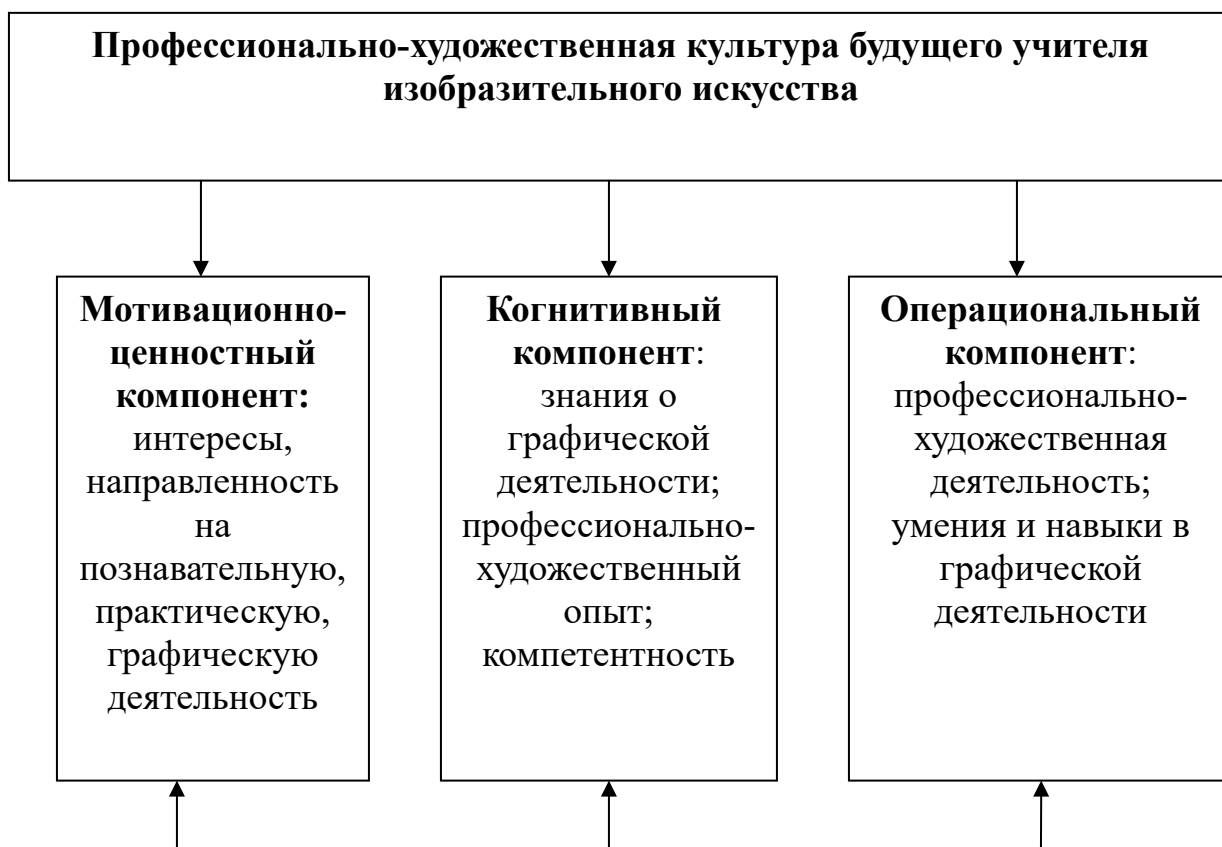 Профессионально-художественная культура будущего учителя
изобразительного искусства
Мотивационно-
ценностный
компонент:
интересы,
направленность
на
познавательную,
практическую,
графическую
деятельность
Когнитивный
компонент:
знания о
графической
деятельности;
профессионально-
художественный
опыт;
компетентность
Операциональный
компонент:
профессионально-
художественная
деятельность;
умения и навыки в
графической
деятельности